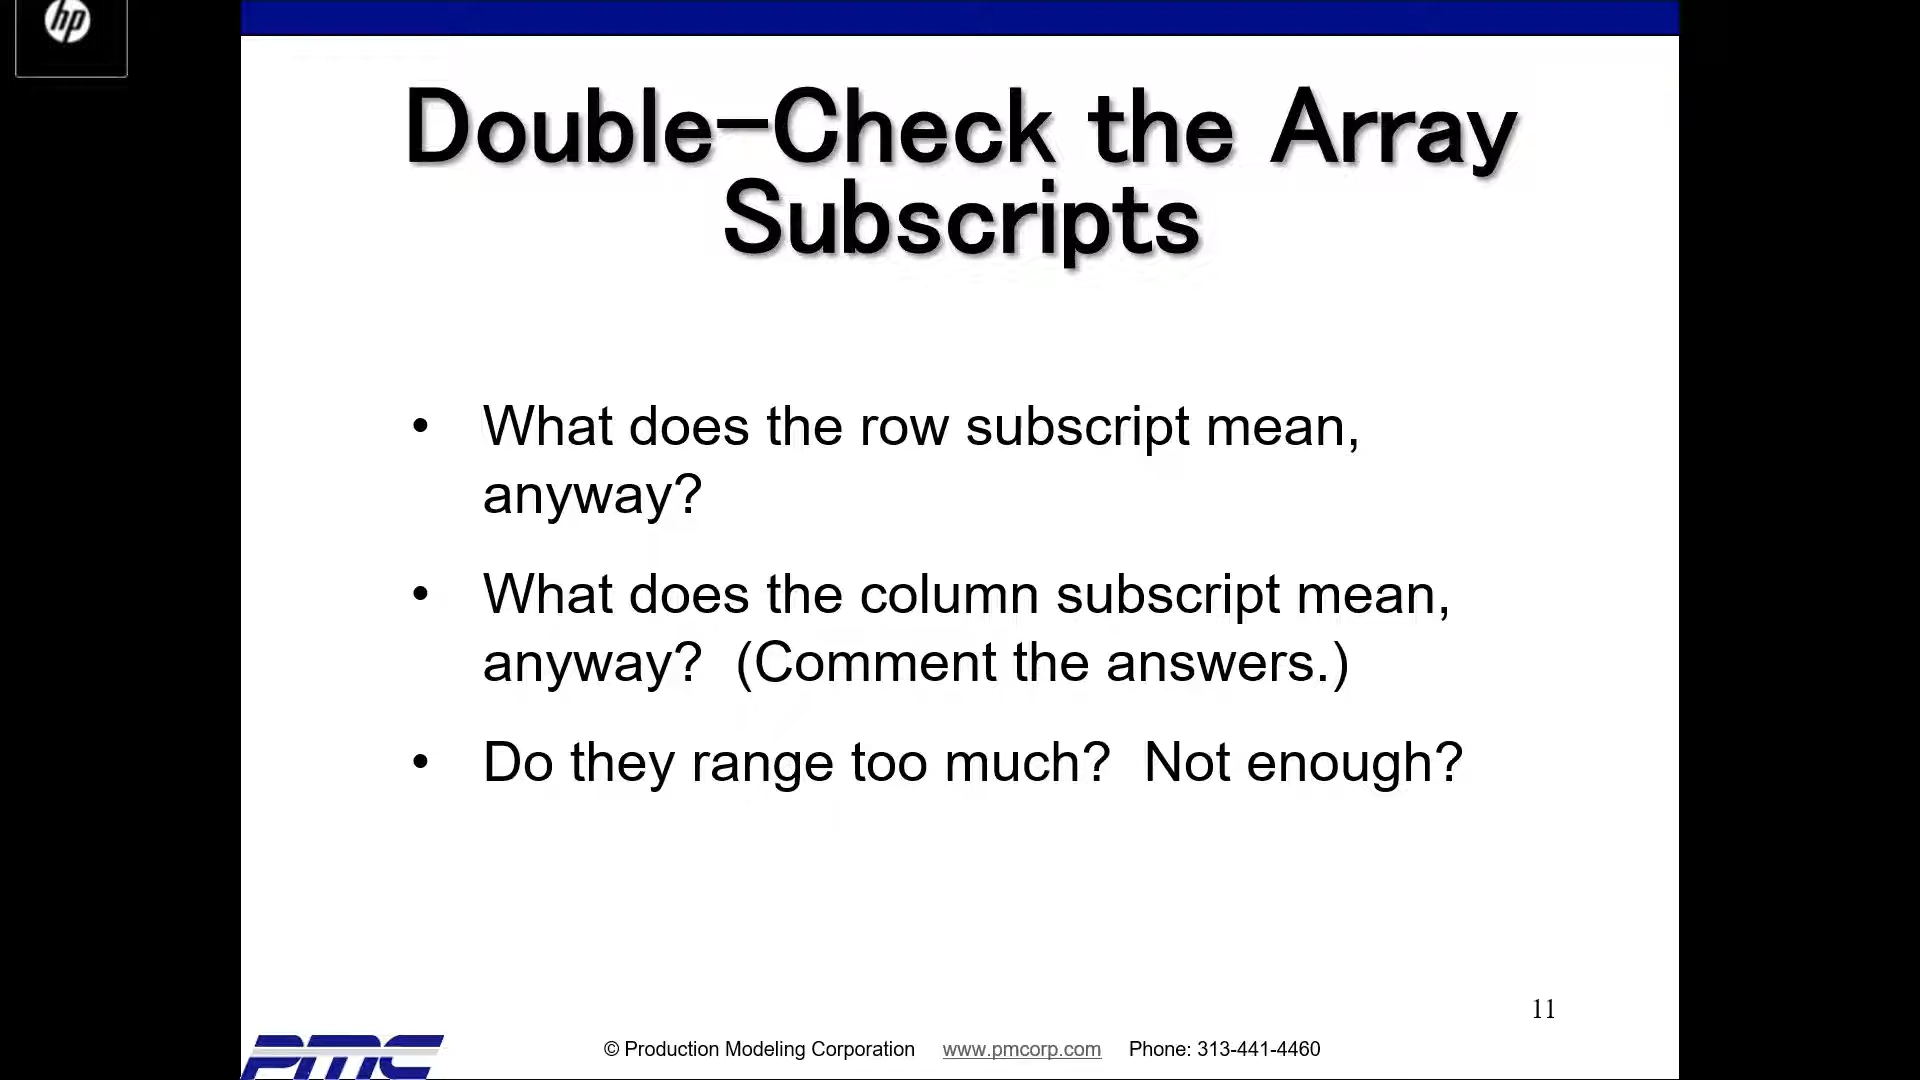 hp
Double-Check the Array
Subscripts
• What does the row subscript mean,
anyway?
• What does the column subscript mean,
anyway? (Comment the answers.)
• Do they range too much? Not enough?
11
PMC
© Production Modeling Corporation www.pmcorp.com Phone: 313-441-4460